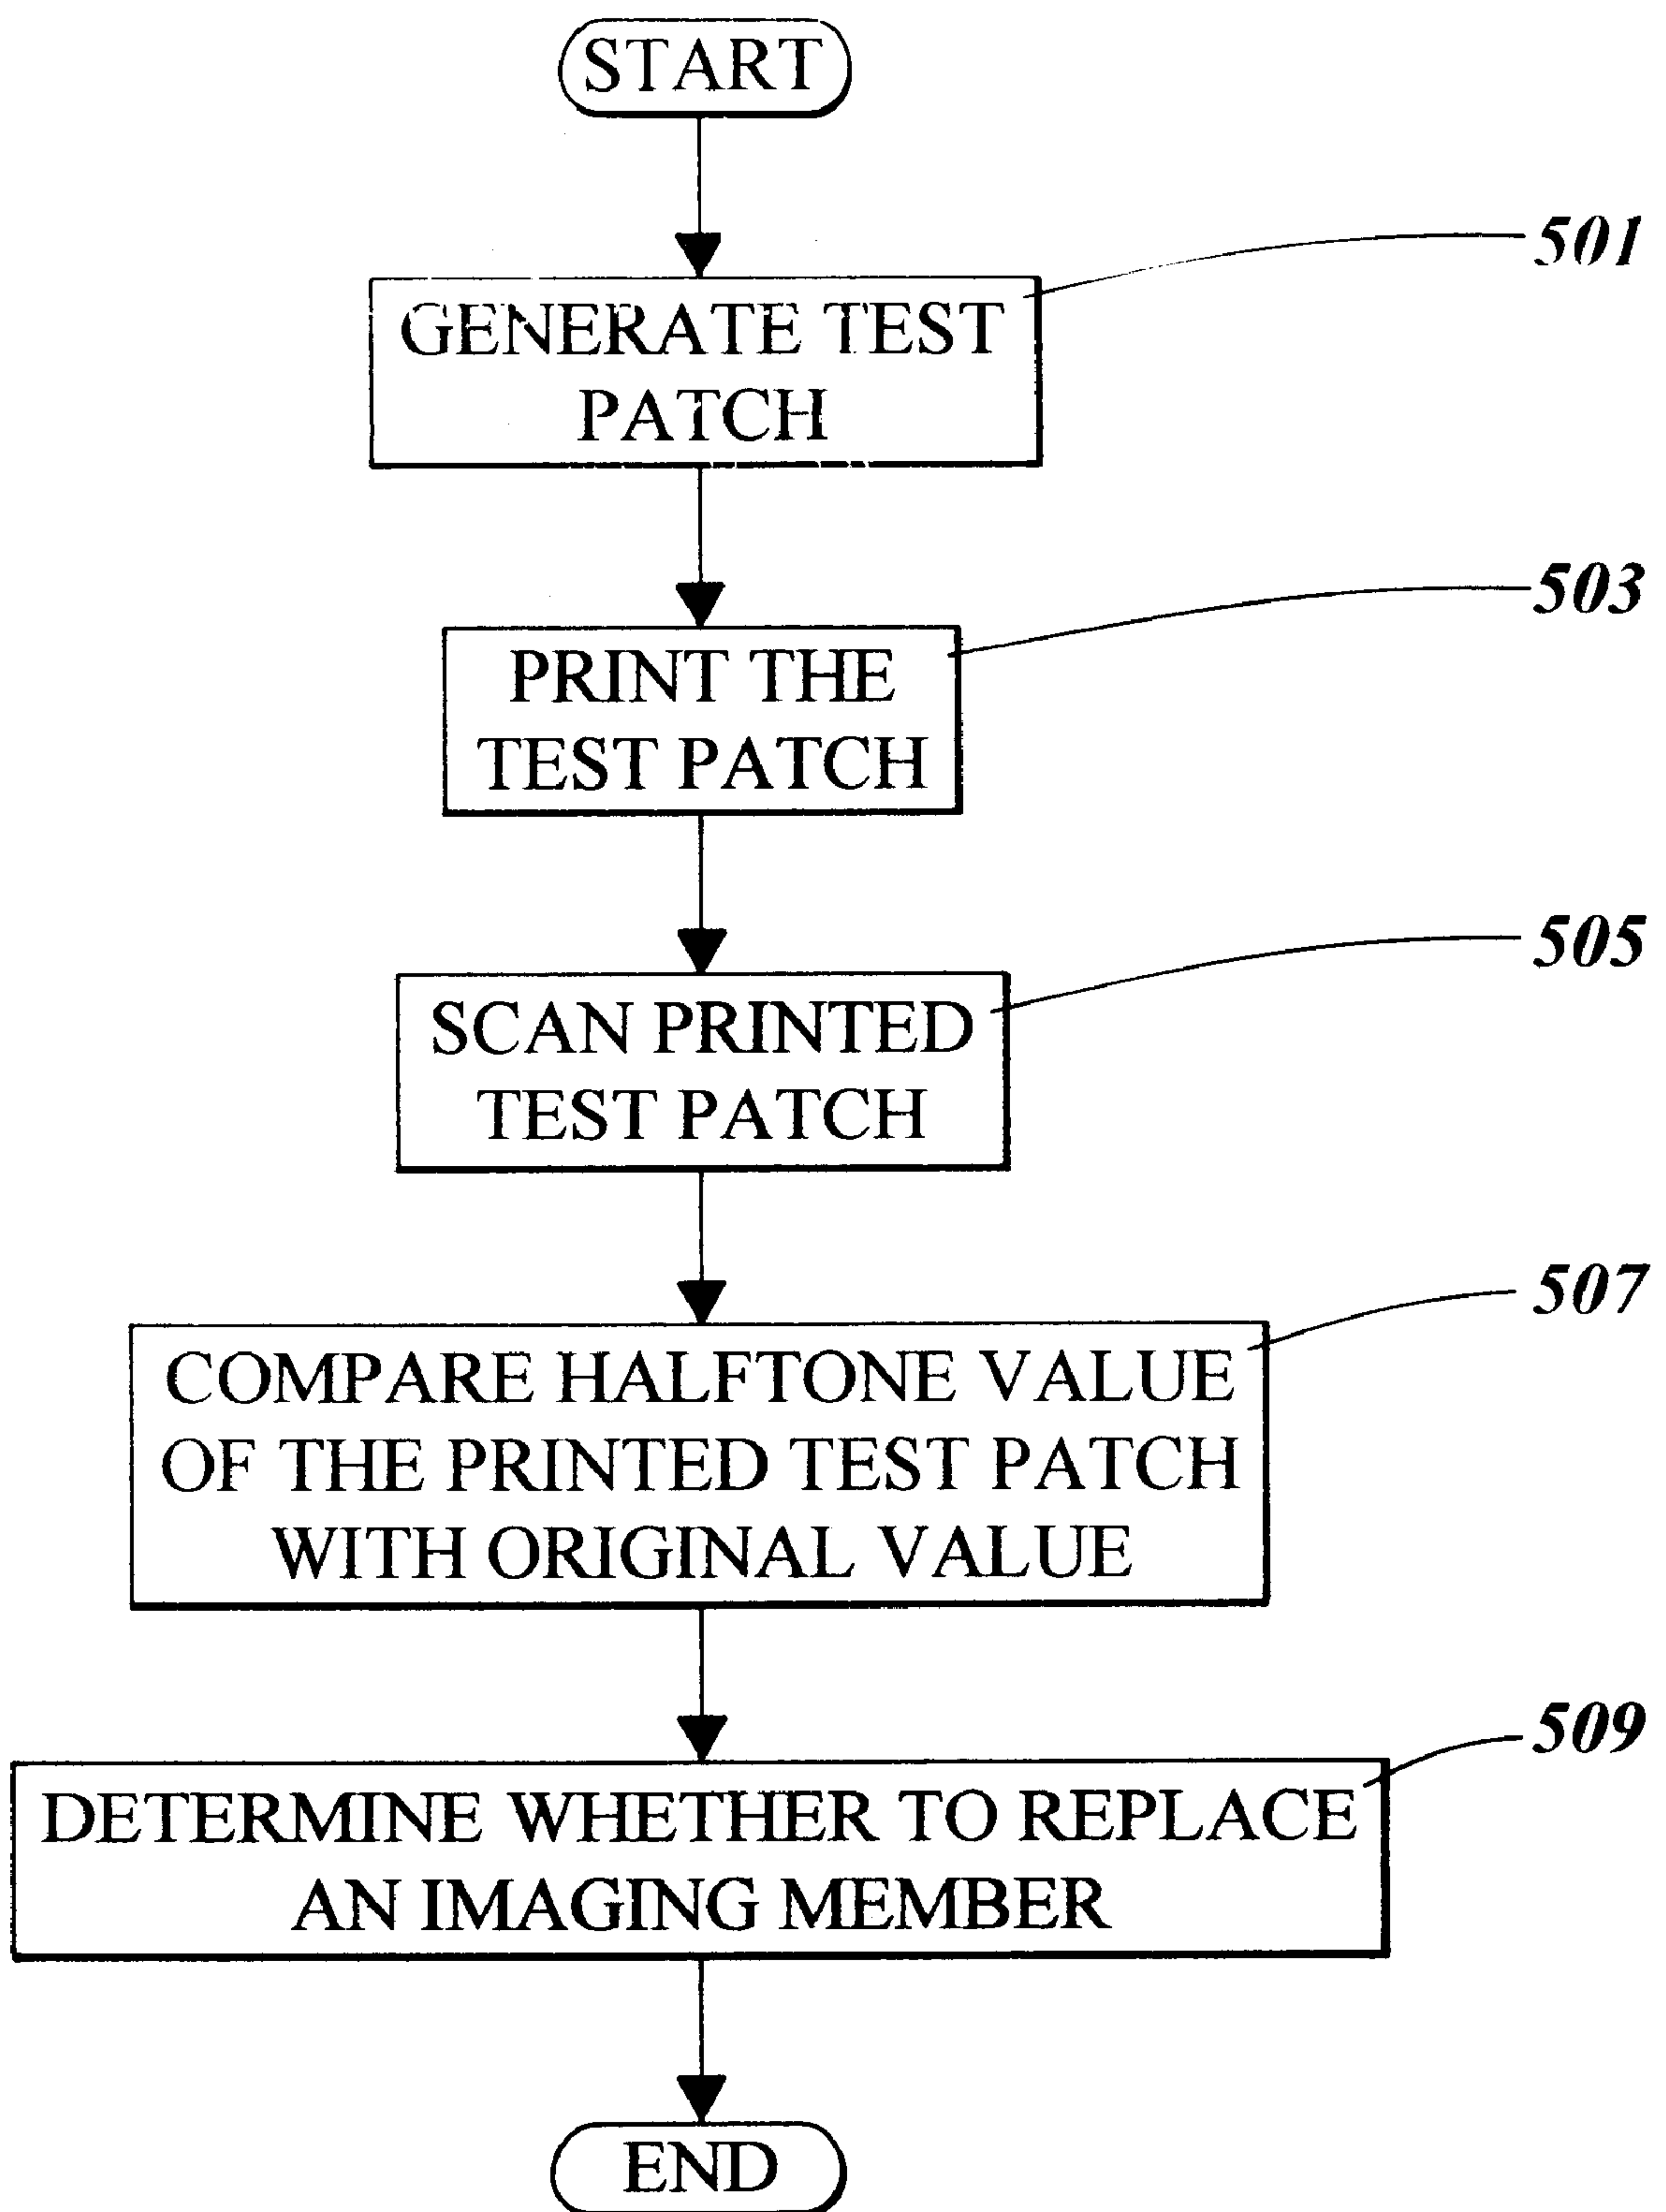 START
501
GENERATE TEST
PATCH
503
PRINT THE
TEST PATCH
505
SCAN PRINTED
TEST PATCH
507
COMPARE HALFTONE VALUE
OF THE PRINTED TEST PATCH
WITH ORIGINAL VALUE
509
DETERMINE WHETHER TO REPLACE
AN IMAGING MEMBER
END